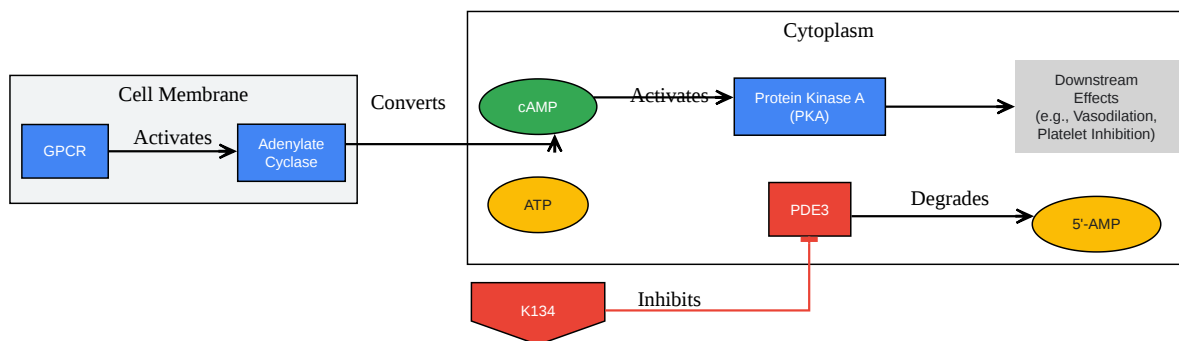 Cytoplasm
Cell Membrane
Converts
cAMP
Activates
Protein Kinase A
(PKA)
Downstream
Effects
(e.g., Vasodilation,
Platelet Inhibition)
GPCR
Activates
Adenylate
Cyclase
ATP
PDE3
Degrades
5'-AMP
K134
Inhibits